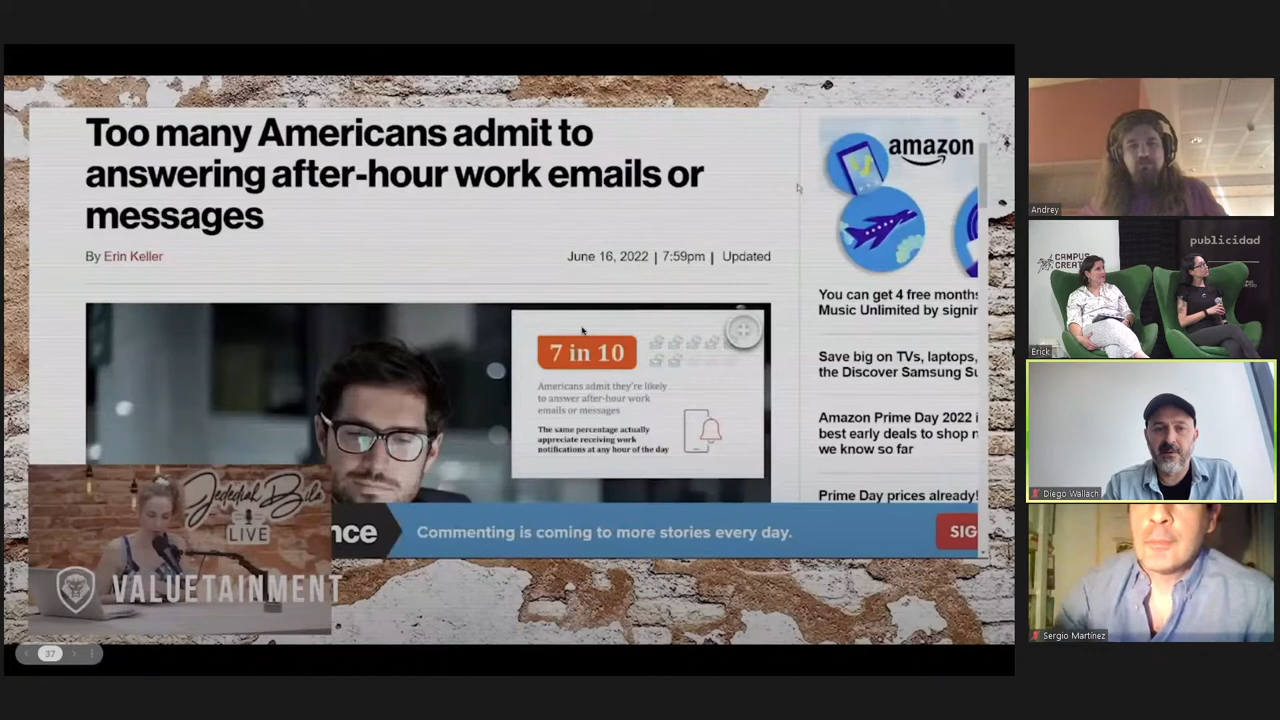 Too many Americans admit to
answering after-hour work emails or
messages
By Erin Keller
June 16, 2022 | 7:59pm | Updated
7 in 10
Americans admit they're likely
to answer after-hour work
emails or messages
The same percentage actually
appreciate receiving work
notifications at any hour of the day
amazon
You can get 4 free months
Music Unlimited by signin
Save big on TVs, laptops,
the Discover Samsung Su
Amazon Prime Day 2022 i
best early deals to shop n
we know so far
Prime Day prices already!
nce
Commenting is coming to more stories every day.
SIG
Jedediah Bila
LIVE
VALUETAINMENT
37
Andrey
publicidad
CAMPUS
CREAT
Erick
Diego Wallach
Sergio Martínez